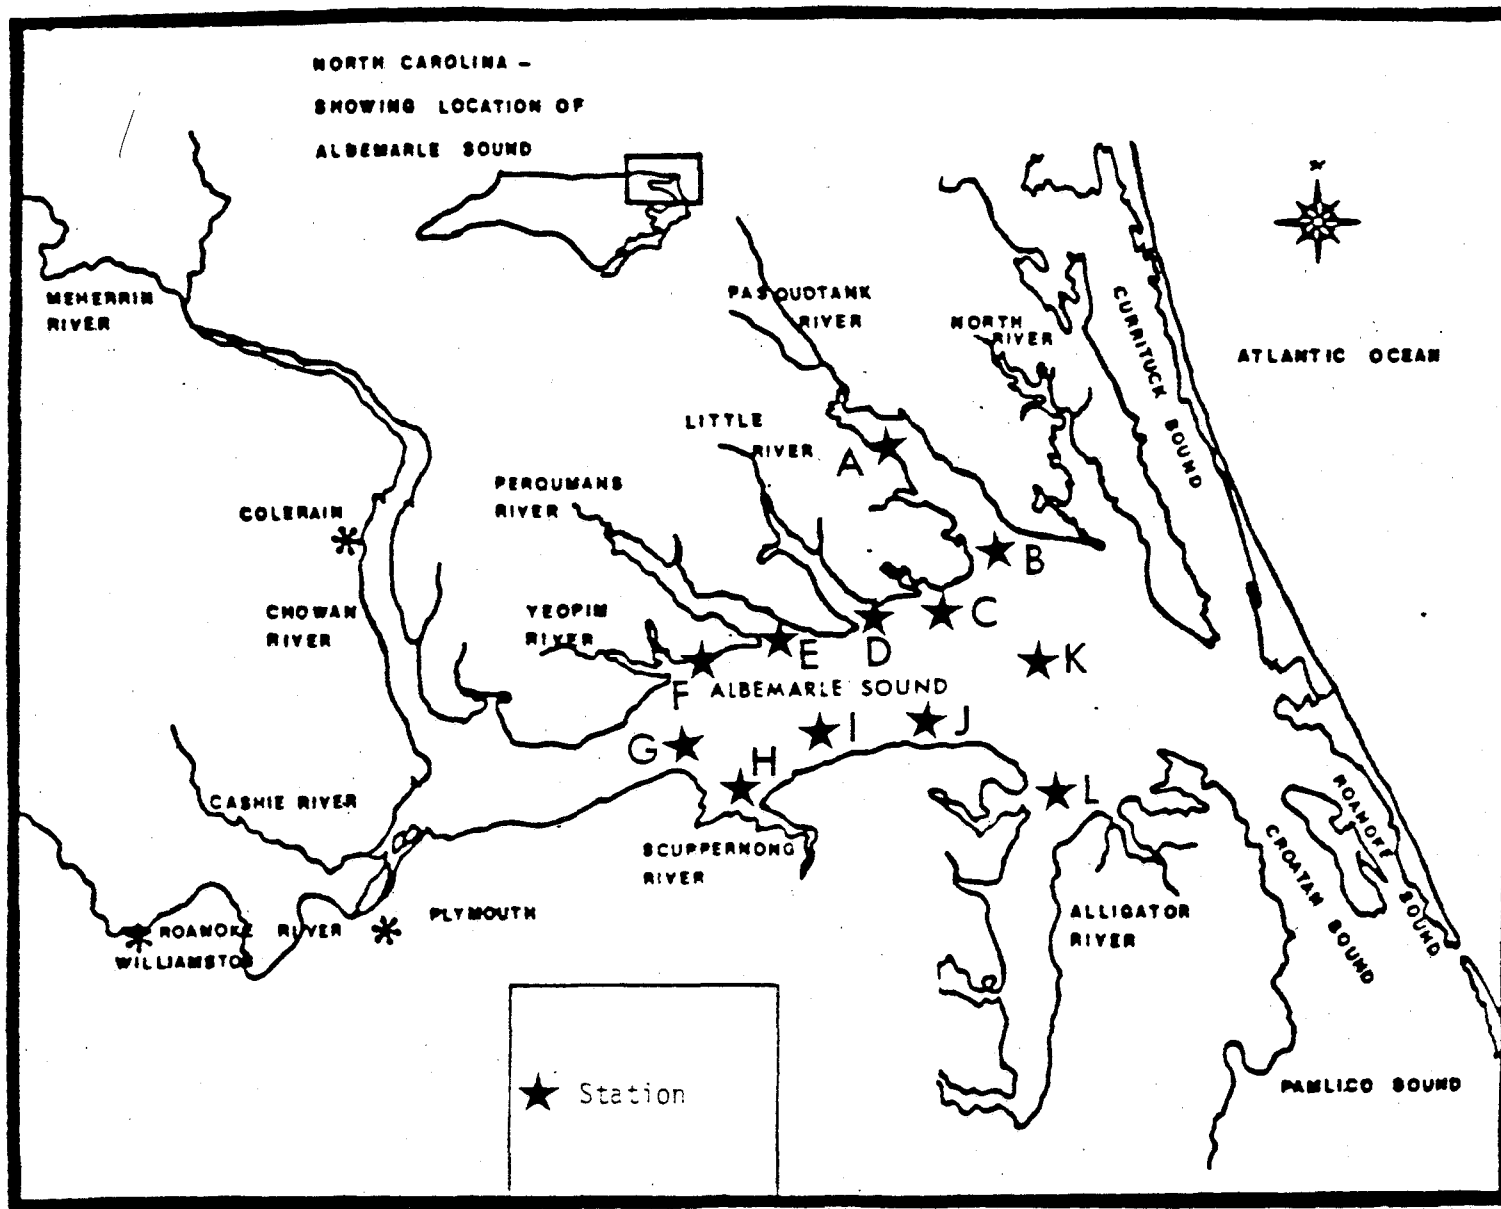 NORTH CAROLINA –
SHOWING LOCATION OF
ALBEMARLE SOUND
N
MEHERRIN
RIVER
PASQUOTANK
RIVER
NORTH
RIVER
CURRITUCK SOUND
ATLANTIC OCEAN
LITTLE
RIVER
A
PERQUMANS
RIVER
COLERAIN
B
CHOWAN
RIVER
YEOPIM
RIVER
C
D
E
K
F
ALBEMARLE SOUND
G
H
I
J
L
CASHIE RIVER
SCUPPERNONG
RIVER
ROANOKE SOUND
CROATAN SOUND
PLYMOUTH
ROANOKE RIVER
WILLIAMSTON
ALLIGATOR
RIVER
PAMLICO SOUND
Station